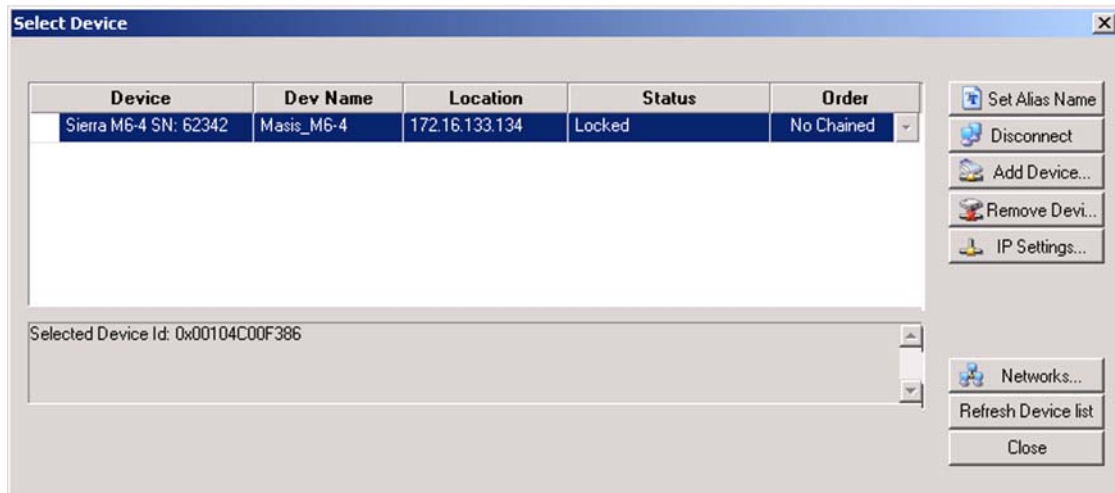 Select Device
Device Dev Name Location Status Order
Sierra M6-4 SN: 62342 Masis_M6-4 172.16.133.134 Locked No Chained
Set Alias Name
Disconnect
Add Device...
Remove Devi...
IP Settings...
Selected Device Id: 0x00104C00F386
Networks...
Refresh Device list
Close